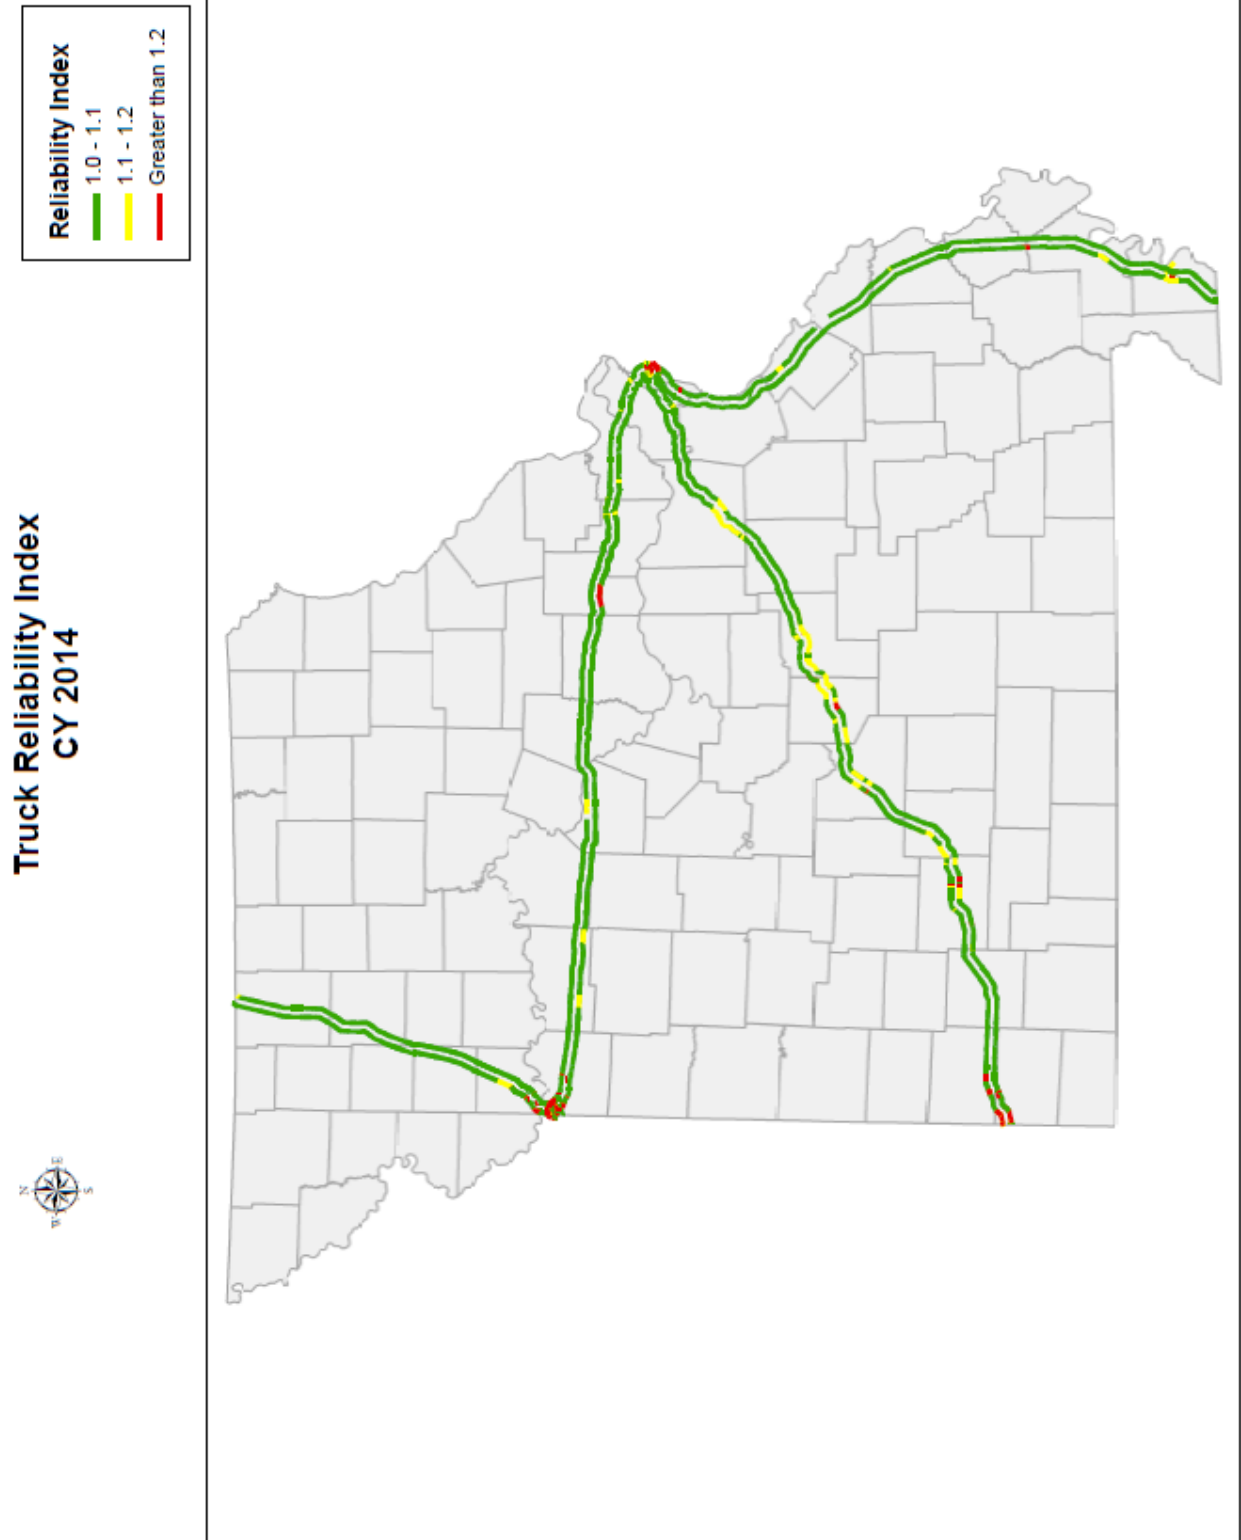 Truck Reliability Index
CY 2014
Reliability Index
1.0 - 1.1
1.1 - 1.2
Greater than 1.2
N
W
E
S